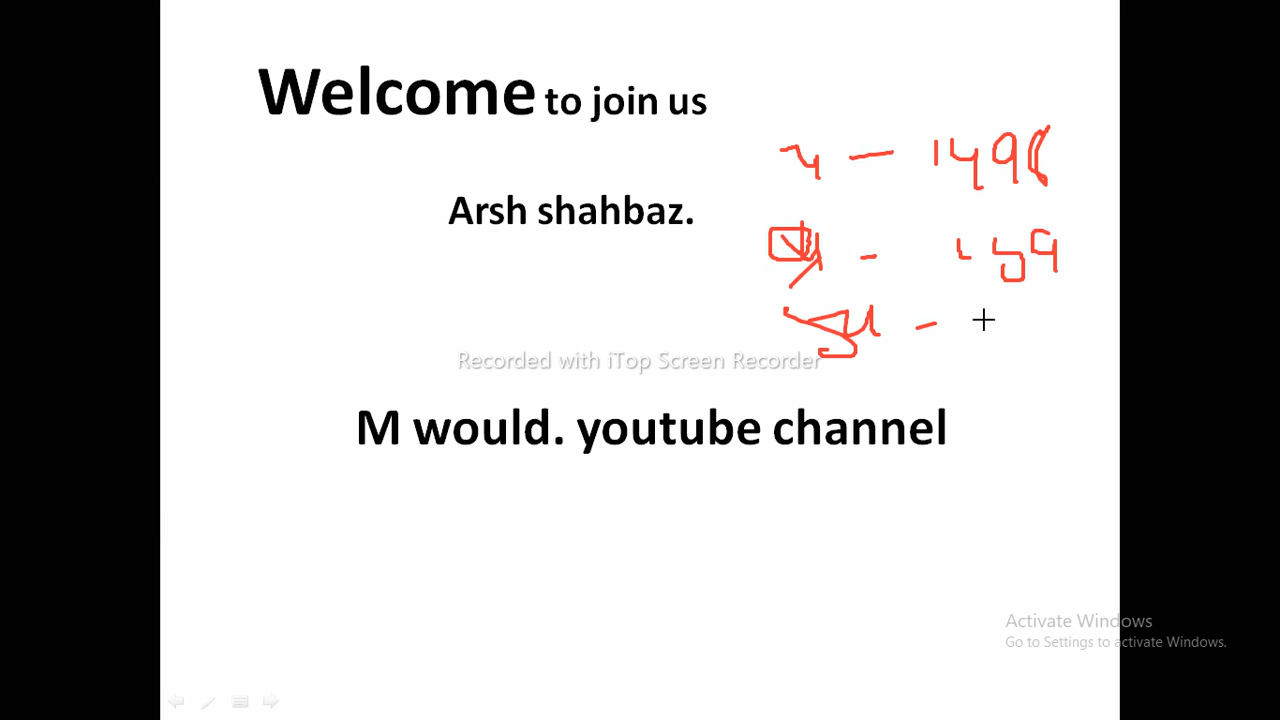 Welcome to join us
Arsh shahbaz.
Recorded with iTop Screen Recorder
M would. youtube channel
Activate Windows
Go to Settings to activate Windows.